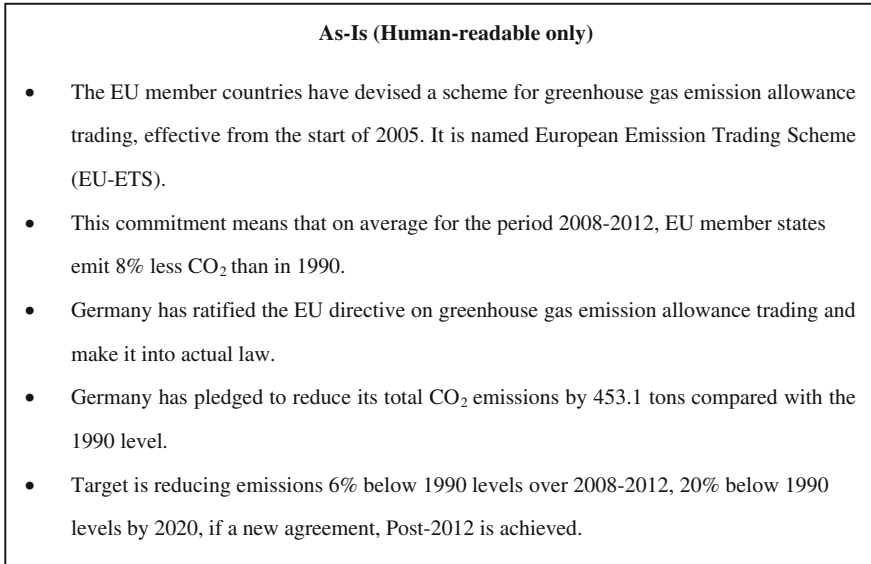 As-Is (Human-readable only)
• The EU member countries have devised a scheme for greenhouse gas emission allowance
trading, effective from the start of 2005. It is named European Emission Trading Scheme
(EU-ETS).
• This commitment means that on average for the period 2008-2012, EU member states
emit 8% less CO₂ than in 1990.
• Germany has ratified the EU directive on greenhouse gas emission allowance trading and
make it into actual law.
• Germany has pledged to reduce its total CO₂ emissions by 453.1 tons compared with the
1990 level.
• Target is reducing emissions 6% below 1990 levels over 2008-2012, 20% below 1990
levels by 2020, if a new agreement, Post-2012 is achieved.